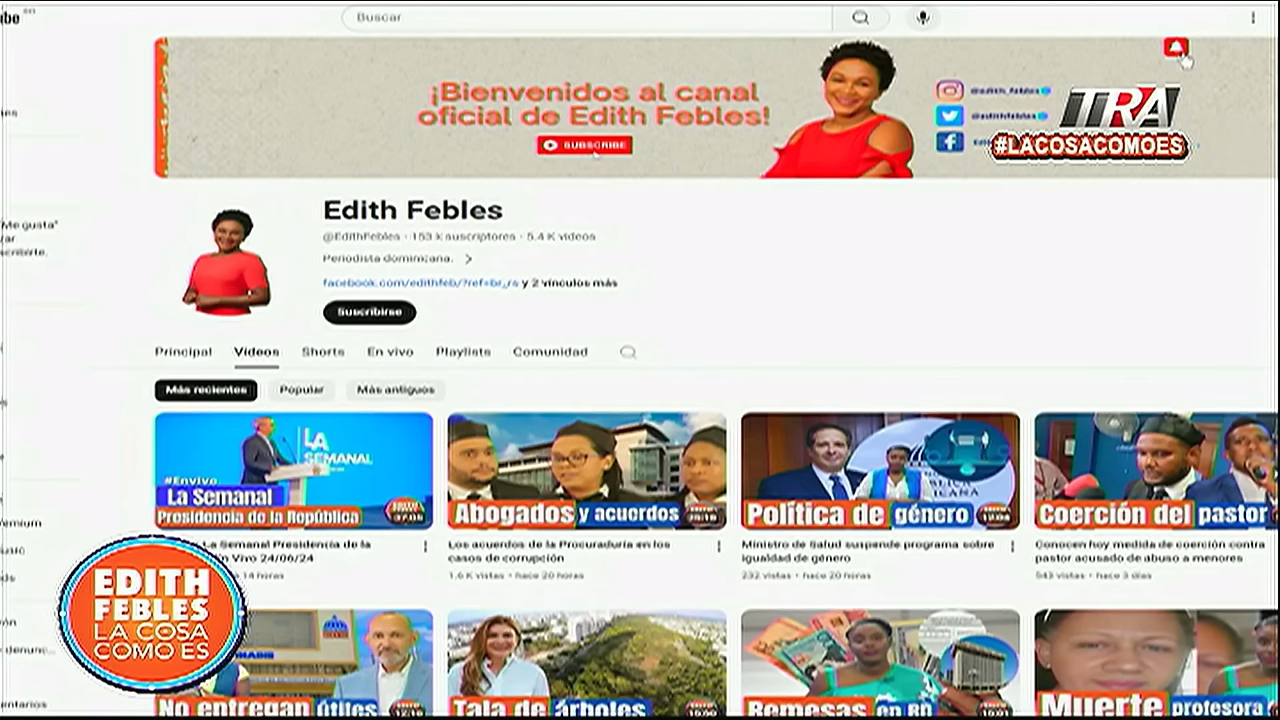 Buscar
¡Bienvenidos al canal
oficial de Edith Febles!
SUBSCRIBE
@edith_febles
@edithfebles
TRA
#LACOSACOMOES
"Me gusta"
Edith Febles
@EdithFebles · 153 k suscriptores · 5.4 K videos
Periodista dominicana.
facebook.com/edithfeb/?ref=br_rs y 2 vínculos más
Suscribirse
Principal Videos Shorts En vivo Playlists Comunidad
Más recientes Popular Más antiguos
LA
SEMANAL
#Envivo
La Semanal
Presidencia de la República
Abogados y acuerdos
Política de género
Coerción del pastor
La Semanal Presidencia de la
Vivo 24/06/24
14 horas
Los acuerdos de la Procuraduría en los
casos de corrupción
1.6 K vistas · hace 20 horas
Ministro de Salud suspende programa sobre
igualdad de género
232 vistas · hace 20 horas
Conocen hoy medida de coerción contra
pastor acusado de abuso a menores
543 vistas · hace 3 días
EDITH
FEBLES
LA COSA
COMO ES
No entregan útiles
Tala de árboles
Remesas en RD
Muerte profesora